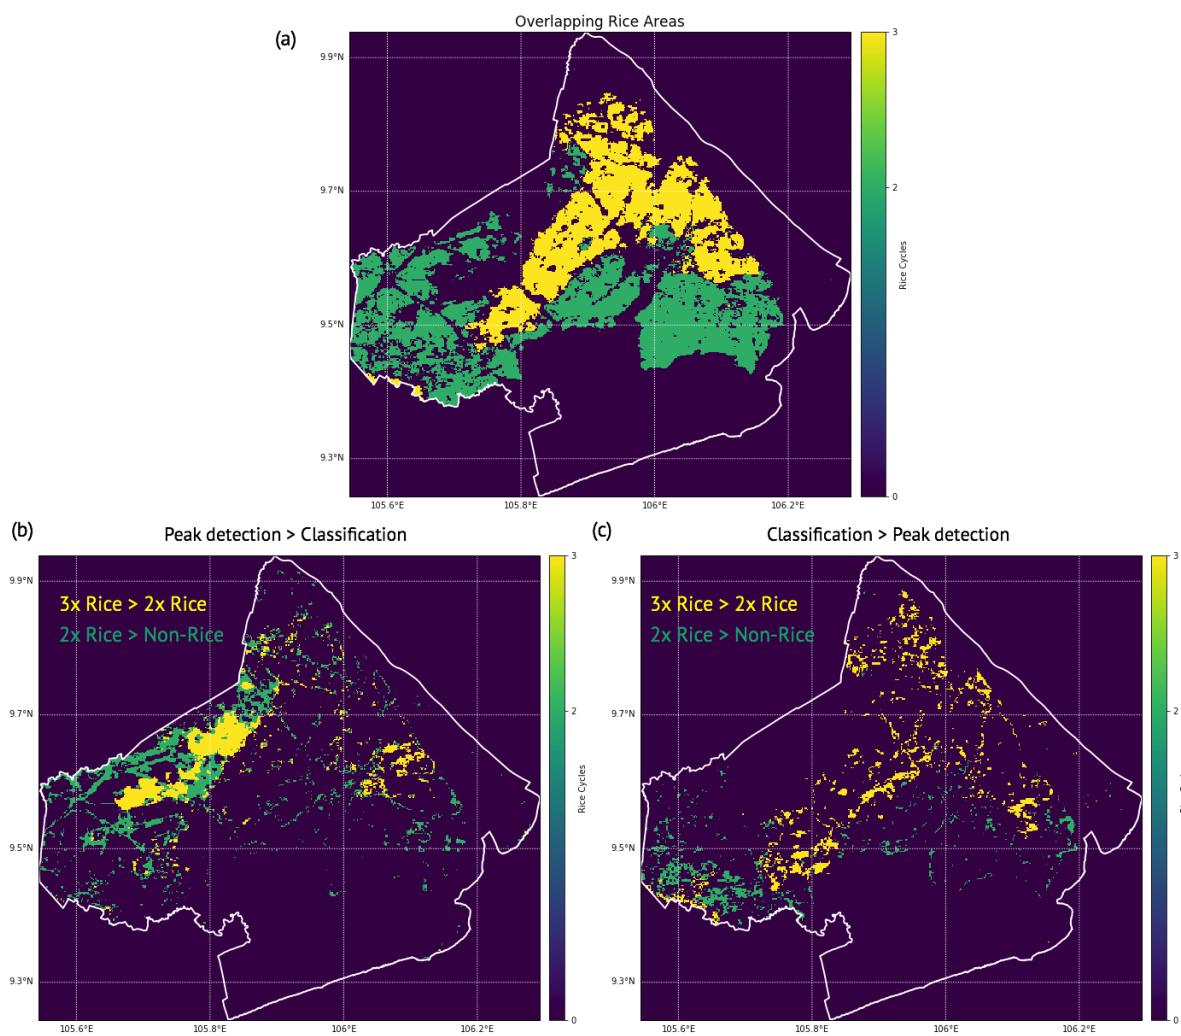 Overlapping Rice Areas
(a)
3
9.9°N
9.7°N
2
Rice Cycles
9.5°N
9.3°N
0
105.6°E 105.8°E 106°E 106.2°E
(b) Peak detection > Classification
3
9.9°N
3x Rice > 2x Rice
2x Rice > Non-Rice
9.7°N
2
Rice Cycles
9.5°N
9.3°N
0
105.6°E 105.8°E 106°E 106.2°E
(c) Classification > Peak detection
3
9.9°N
3x Rice > 2x Rice
2x Rice > Non-Rice
9.7°N
2
9.5°N
9.3°N
0
105.6°E 105.8°E 106°E 106.2°E